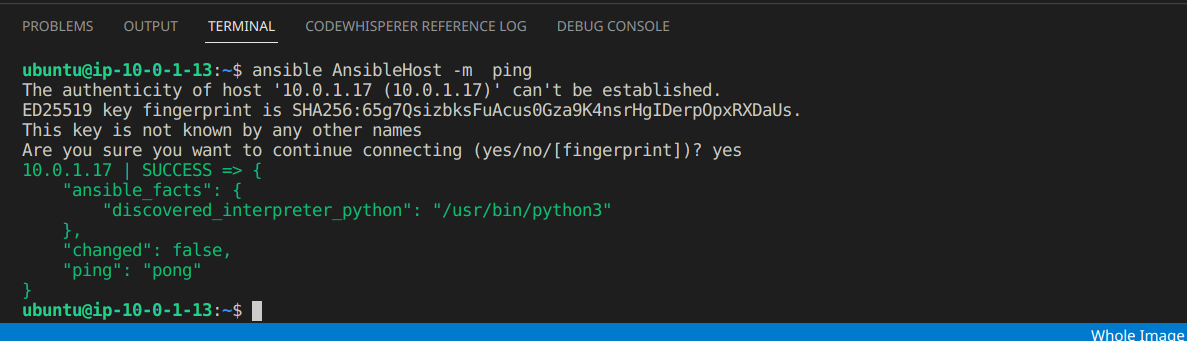 PROBLEMS OUTPUT TERMINAL CODEWHISPERER REFERENCE LOG DEBUG CONSOLE
ubuntu@ip-10-0-1-13:~$ ansible AnsibleHost -m  ping
The authenticity of host '10.0.1.17 (10.0.1.17)' can't be established.
ED25519 key fingerprint is SHA256:65g7QsizbksFuAcus0Gza9K4nsrHgIDerpOpxRXDaUs.
This key is not known by any other names
Are you sure you want to continue connecting (yes/no/[fingerprint])? yes
10.0.1.17 | SUCCESS => {
    "ansible_facts": {
        "discovered_interpreter_python": "/usr/bin/python3"
    },
    "changed": false,
    "ping": "pong"
}
ubuntu@ip-10-0-1-13:~$
Whole Image